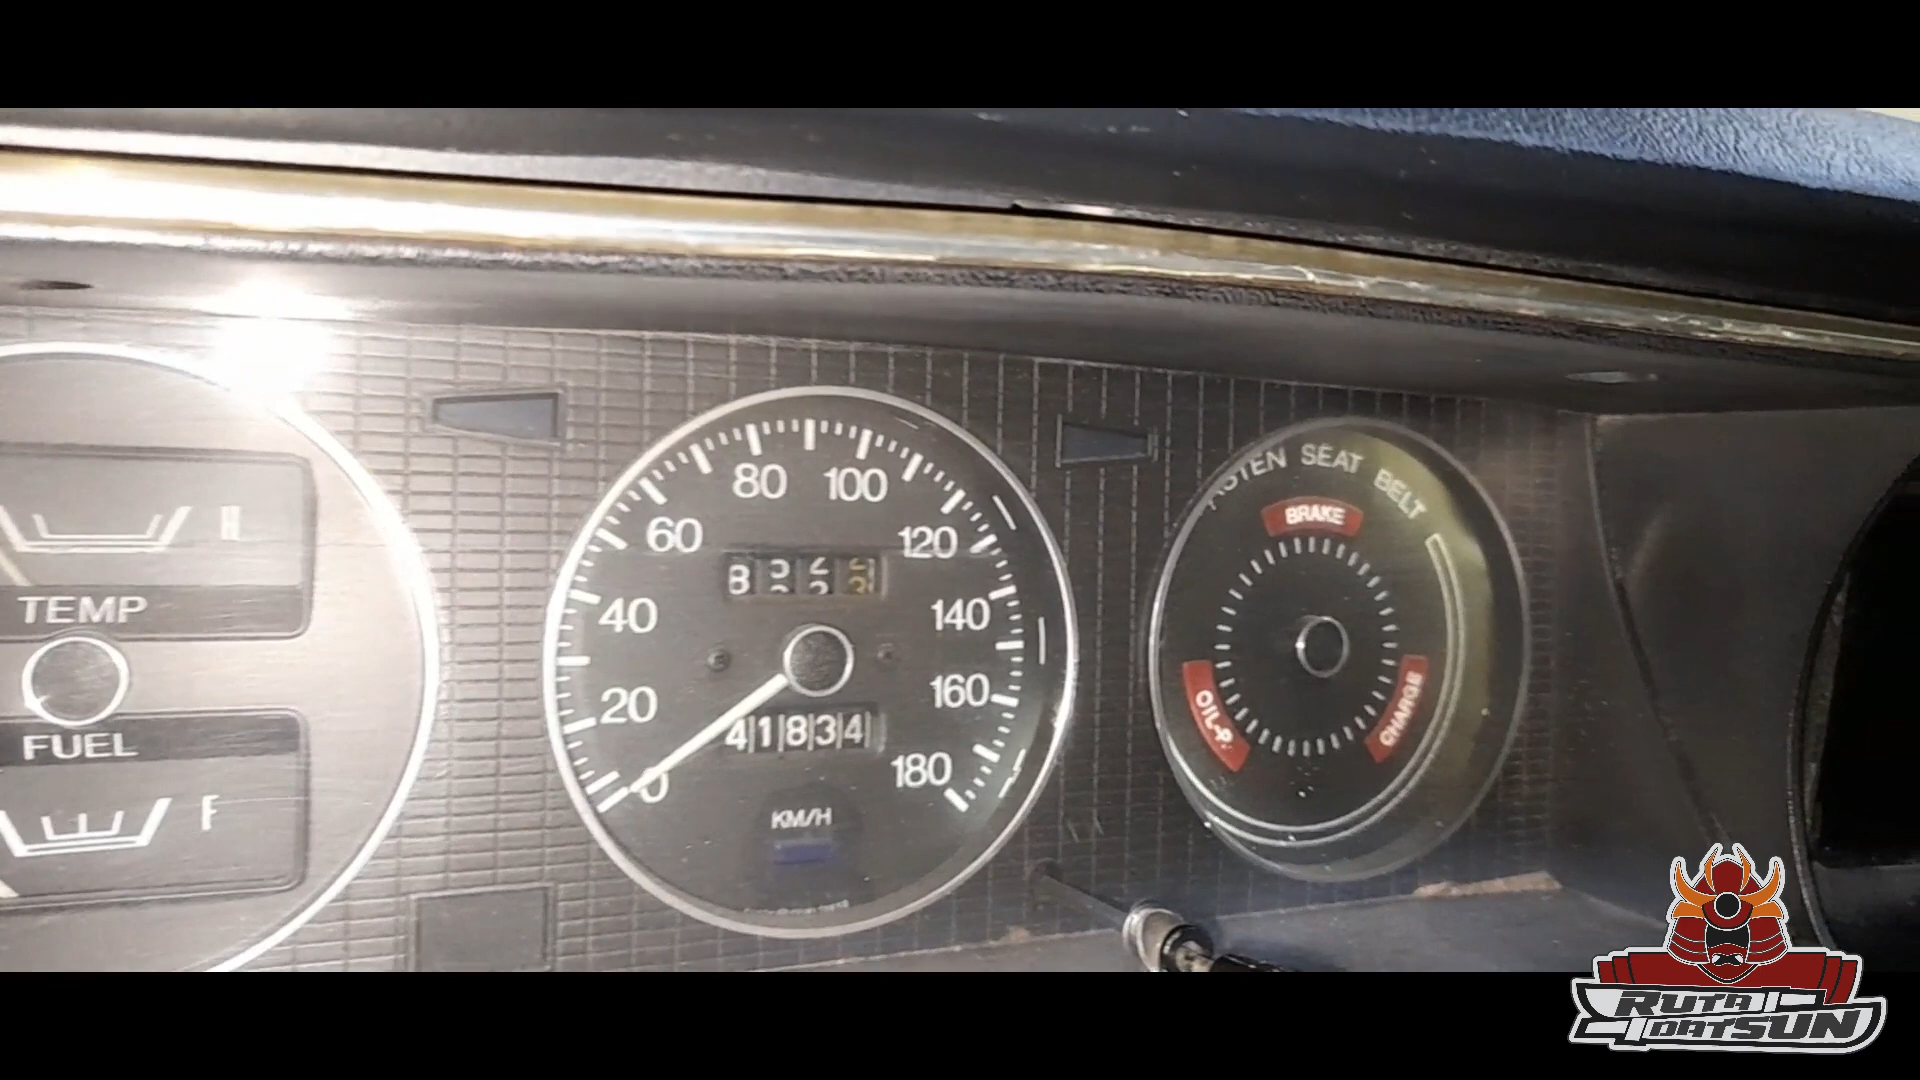 H
TEMP
FUEL
F
80 100
60 120
40 140
20 160
0 180
41834
KM/H
FASTEN SEAT BELT
BRAKE
OIL-P
CHARGE
RUTA
DATSUN